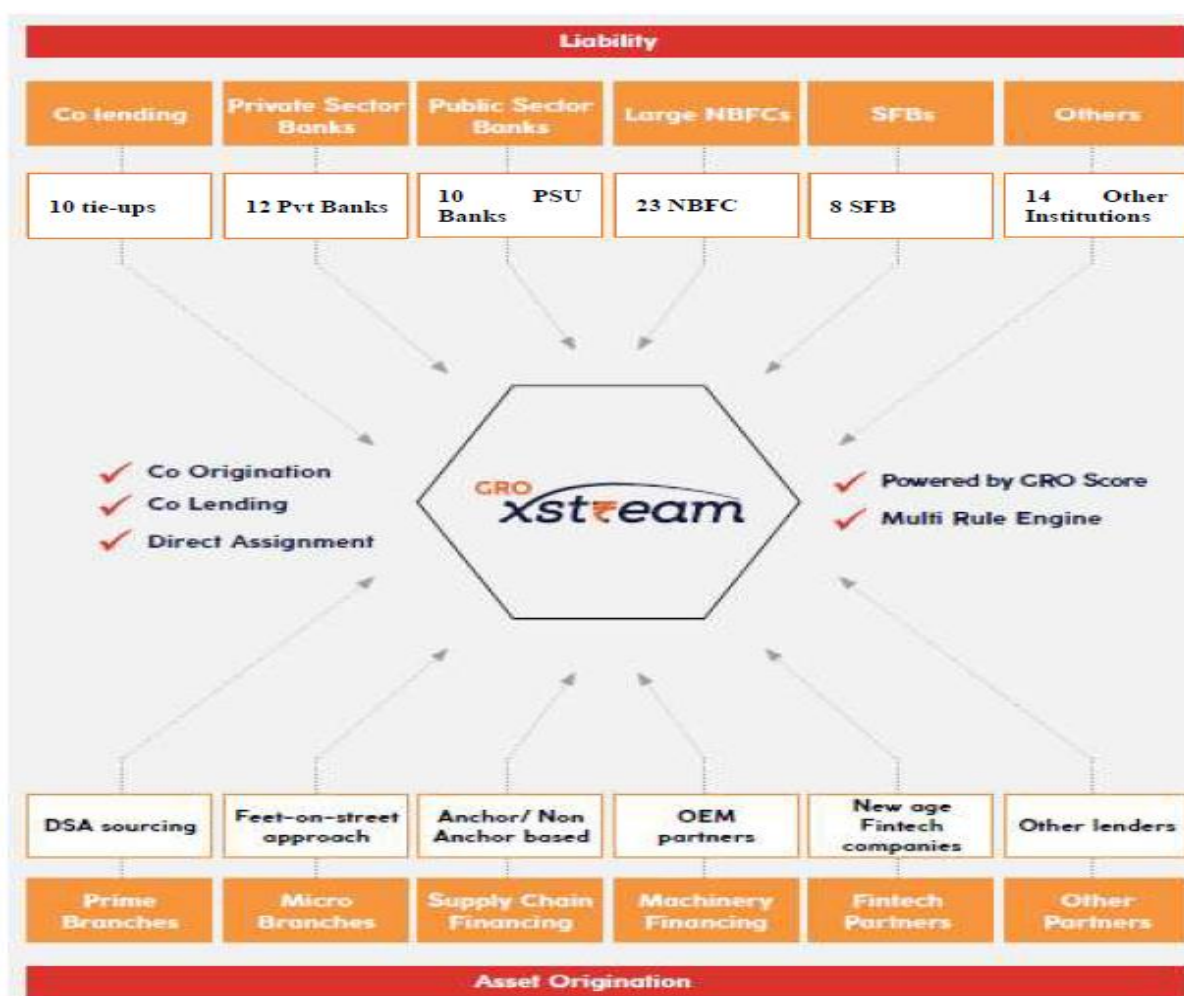 Liability
Co lending
Private Sector
Banks
Public Sector
Banks
Large NBFCs
SFBs
Others
10 tie-ups
12 Pvt Banks
10 PSU
Banks
23 NBFC
8 SFB
14 Other
Institutions
Co Origination
Co Lending
Direct Assignment
GRO
xst₹eam
Powered by GRO Score
Multi Rule Engine
DSA sourcing
Feet-on-street
approach
Anchor/ Non
Anchor based
OEM
partners
New age
Fintech
companies
Other lenders
Prime
Branches
Micro
Branches
Supply Chain
Financing
Machinery
Financing
Fintech
Partners
Other
Partners
Asset Origination